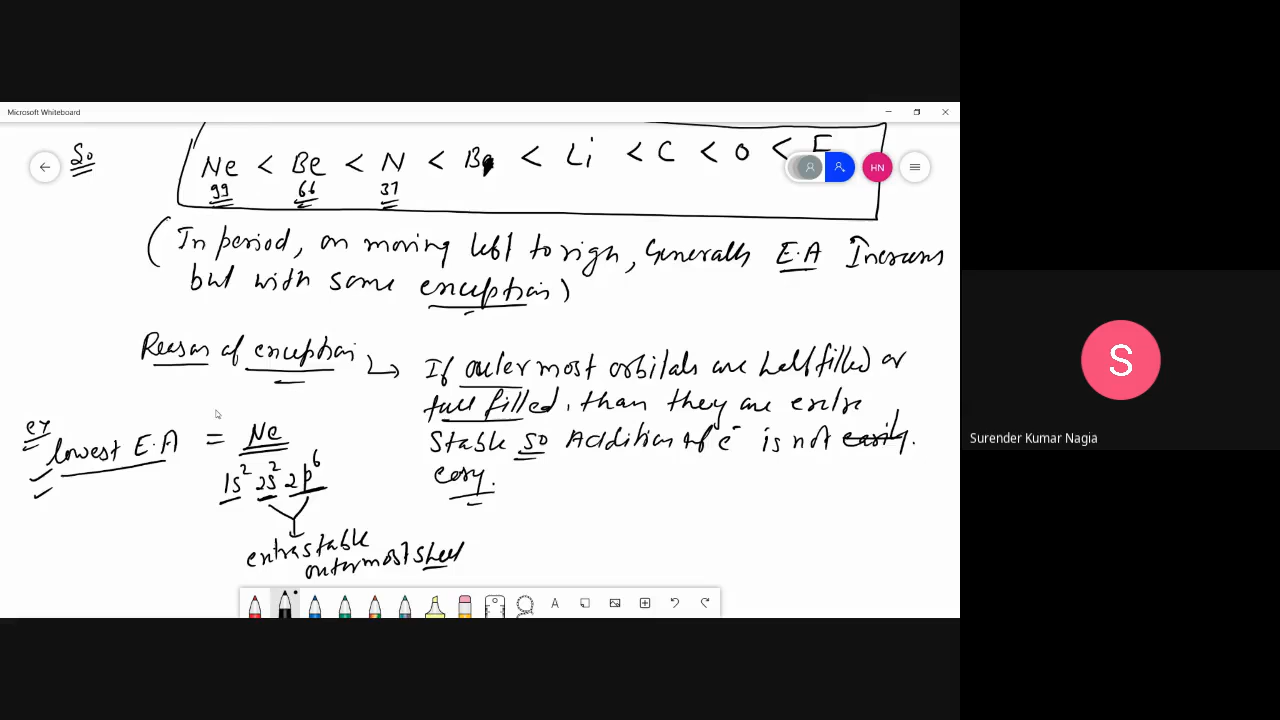 Microsoft Whiteboard
So
Ne < Be < N < B < Li < C < O < F
99 66 37
HN
(In period, on moving left to righ, Generally E.A Increases
but with some exception)
Reason of exception → If outer most orbitals are half filled or
full filled, than they are extra
stable so Addition of e⁻ is not easily.
easy.
ex lowest E.A = Ne
1s² 2s² 2p⁶
extra stable
outermost shell
S
Surender Kumar Nagia
A